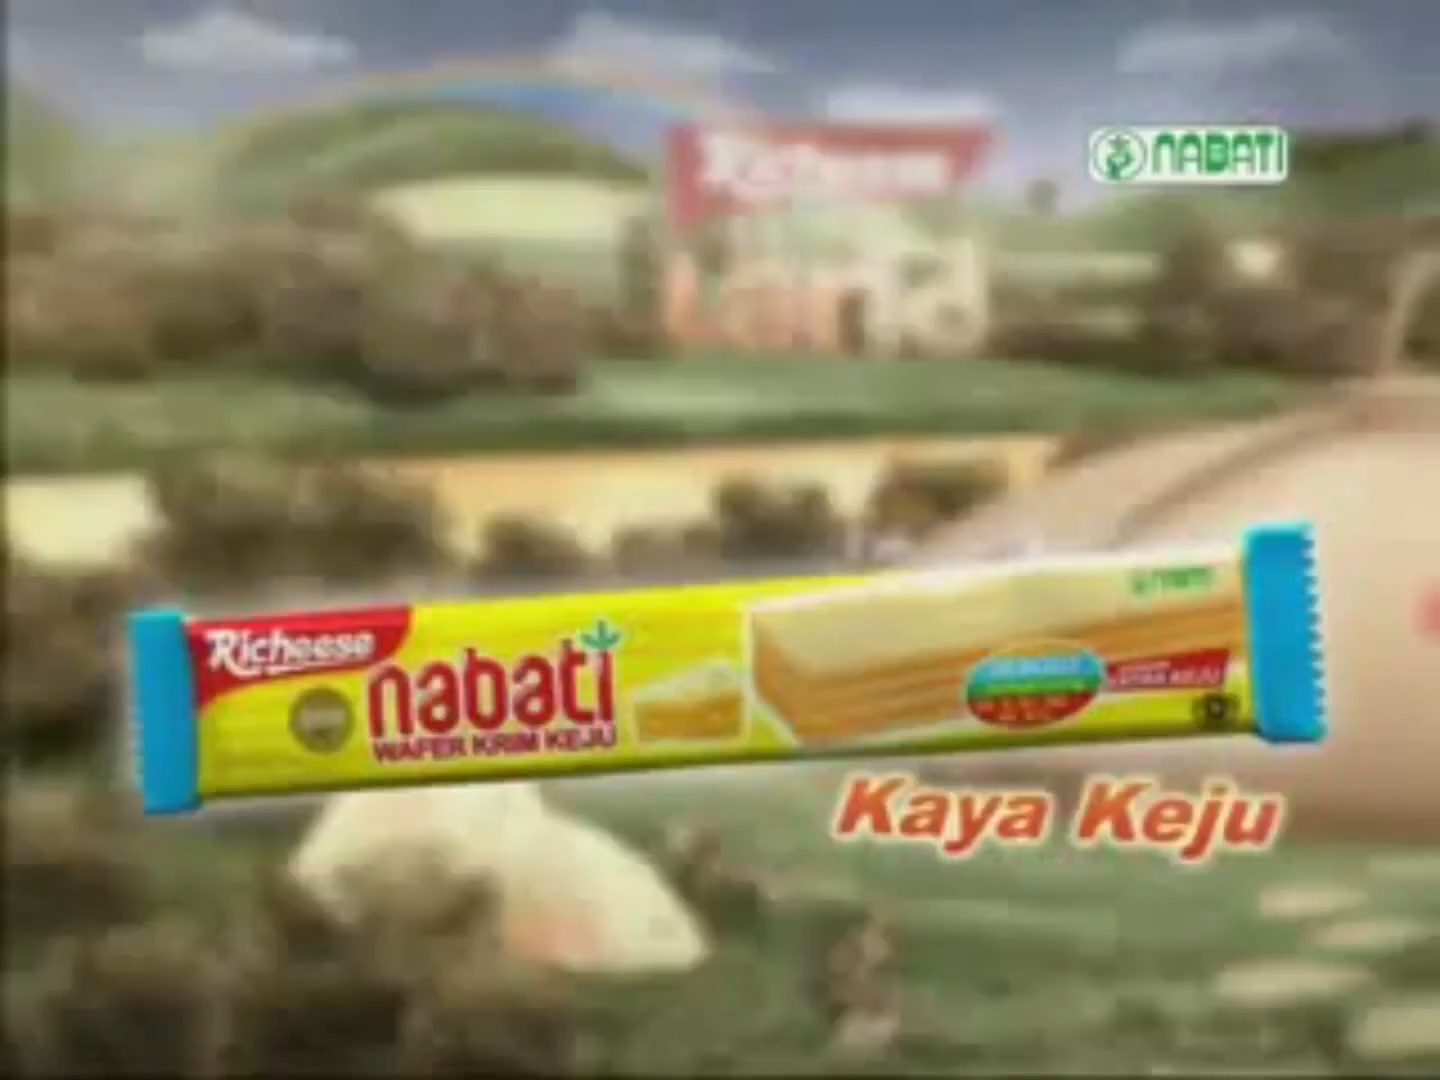 NABATI
Richeese
Richeese
nabati
WAFER KRIM KEJU
Kaya Keju